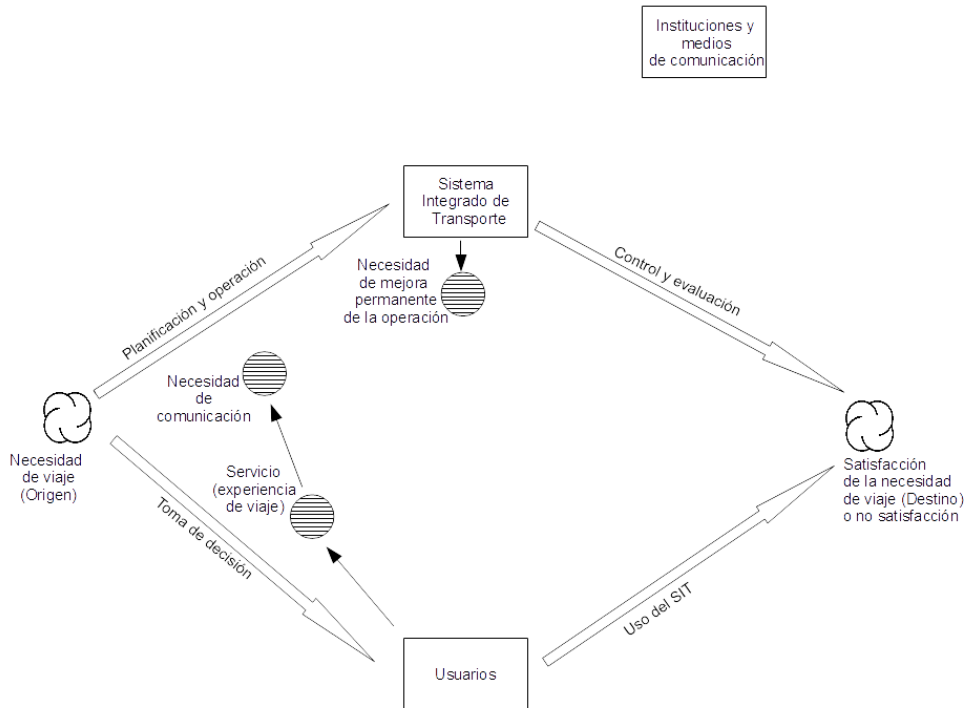 Instituciones y
medios
de comunicación
Sistema
Integrado de
Transporte
Planificación y operación
Necesidad
de mejora
permanente
de la operación
Control y evaluación
Necesidad
de
comunicación
Necesidad
de viaje
(Origen)
Servicio
(experiencia
de viaje)
Satisfacción
de la necesidad
de viaje (Destino)
o no satisfacción
Toma de decisión
Uso del SIT
Usuarios